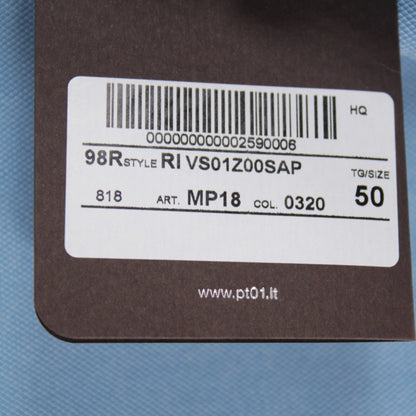 HQ
000000000002590006
98R STYLE RI VS01Z00SAP
TG/SIZE
818 ART. MP18 COL. 0320 50
www.pt01.it